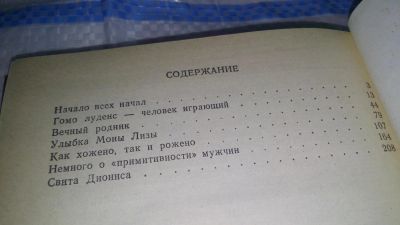 СОДЕРЖАНИЕ
Начало всех начал . . . . . . . . . . 3
Гомо луденс — человек играющий . . . . . . 13
Вечный родник . . . . . . . . . . 44
Улыбка Моны Лизы . . . . . . . . . . 79
Как хожено, так и рожено . . . . . . . . 107
Немного о «примитивности» мужчин . . . . . . 164
Свита Диониса . . . . . . . . . . 208